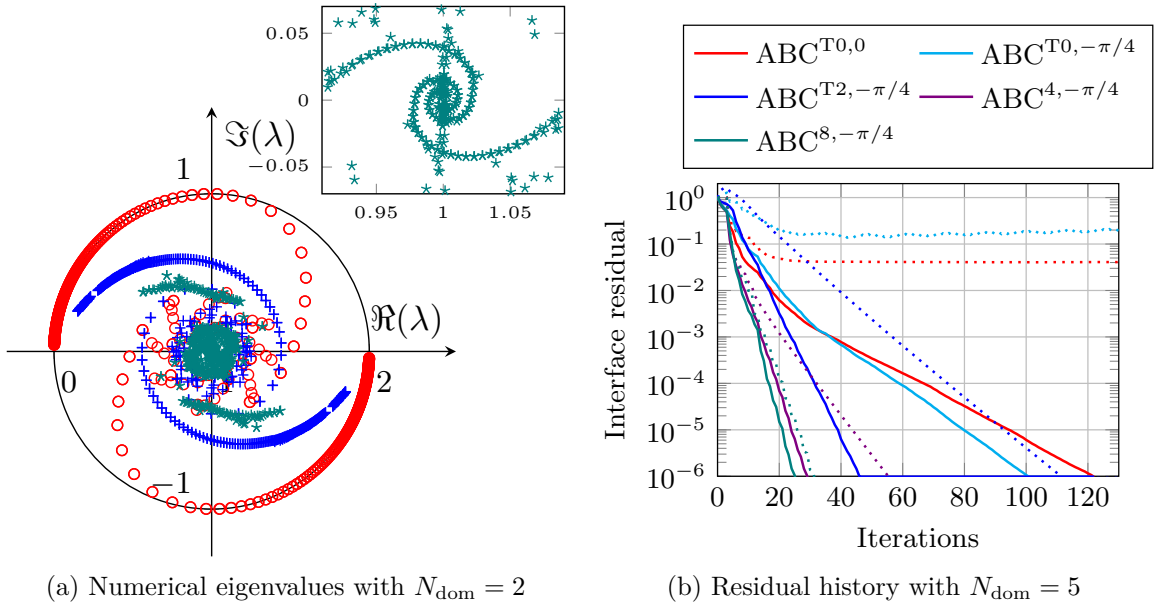 0.05
0
−0.05
0.95
1
1.05
ℑ(λ)
1
ℜ(λ)
0
1
2
−1
(a) Numerical eigenvalues with N_dom = 2
ABC^{T0,0}
ABC^{T0,−π/4}
ABC^{T2,−π/4}
ABC^{4,−π/4}
ABC^{8,−π/4}
10^0
10^{−1}
10^{−2}
10^{−3}
10^{−4}
10^{−5}
10^{−6}
Interface residual
0 20 40 60 80 100 120
Iterations
(b) Residual history with N_dom = 5